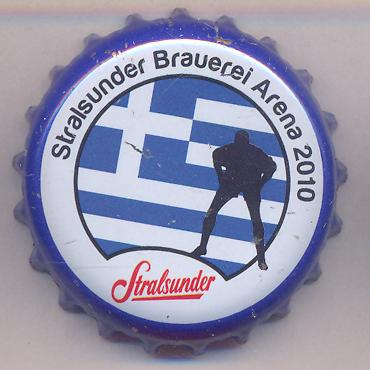 Stralsunder Brauerei Arena 2010
Stralsunder